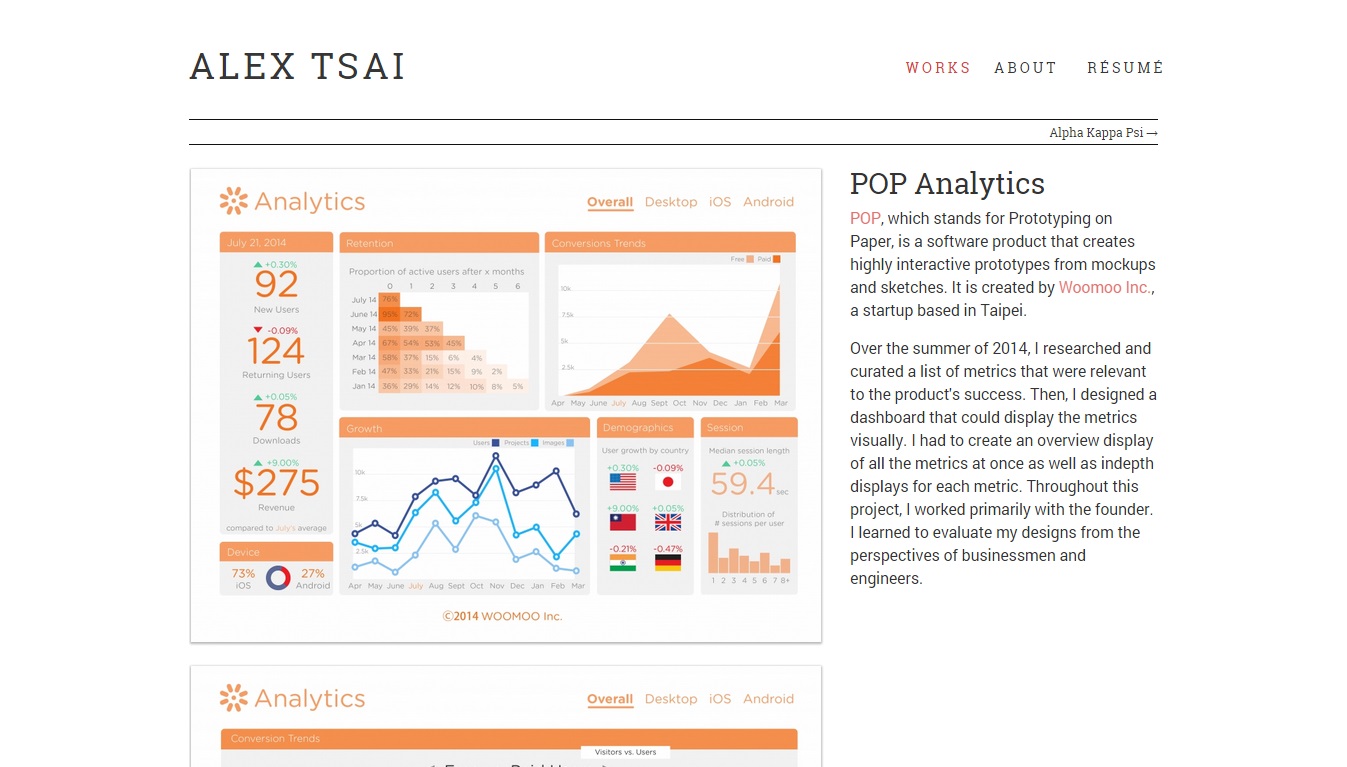 ALEX TSAI
WORKS ABOUT RÉSUMÉ
Alpha Kappa Psi →
Analytics
Overall Desktop iOS Android
July 21, 2014
+0.30%
92
New Users
-0.09%
124
Returning Users
+0.05%
78
Downloads
+9.00%
$275
Revenue
compared to July's average
Device
73%
iOS
27%
Android
Retention
Proportion of active users after x months
0 1 2 3 4 5 6
July 14 76%
June 14 95% 72%
May 14 45% 39% 37%
Apr 14 67% 54% 53% 45%
Mar 14 58% 37% 15% 6% 4%
Feb 14 47% 33% 21% 15% 9% 2%
Jan 14 36% 29% 14% 12% 10% 8% 5%
Conversions Trends
Free Paid
10k
7.5k
5k
2.5k
Apr May June July Aug Sept Oct Nov Dec Jan Feb Mar
Growth
Users Projects Images
10k
7.5k
5k
2.5k
Apr May June July Aug Sept Oct Nov Dec Jan Feb Mar
Demographics
User growth by country
+0.30% -0.09%
+9.00% +0.05%
-0.21% -0.47%
Session
Median session length
+0.05%
59.4 sec
Distribution of
# sessions per user
1 2 3 4 5 6 7 8+
©2014 WOOMOO Inc.
POP Analytics
POP, which stands for Prototyping on
Paper, is a software product that creates
highly interactive prototypes from mockups
and sketches. It is created by Woomoo Inc.,
a startup based in Taipei.
Over the summer of 2014, I researched and
curated a list of metrics that were relevant
to the product's success. Then, I designed a
dashboard that could display the metrics
visually. I had to create an overview display
of all the metrics at once as well as indepth
displays for each metric. Throughout this
project, I worked primarily with the founder.
I learned to evaluate my designs from the
perspectives of businessmen and
engineers.
Analytics
Overall Desktop iOS Android
Conversion Trends
Visitors vs. Users